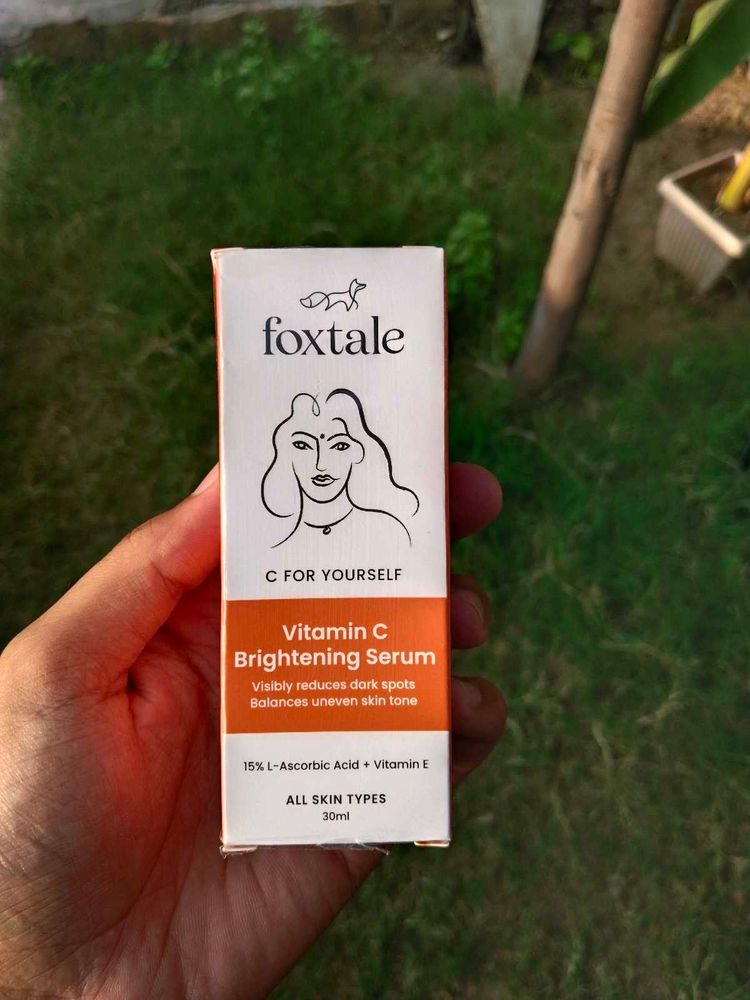 foxtale
C FOR YOURSELF
Vitamin C
Brightening Serum
Visibly reduces dark spots
Balances uneven skin tone
15% L-Ascorbic Acid + Vitamin E
ALL SKIN TYPES
30ml